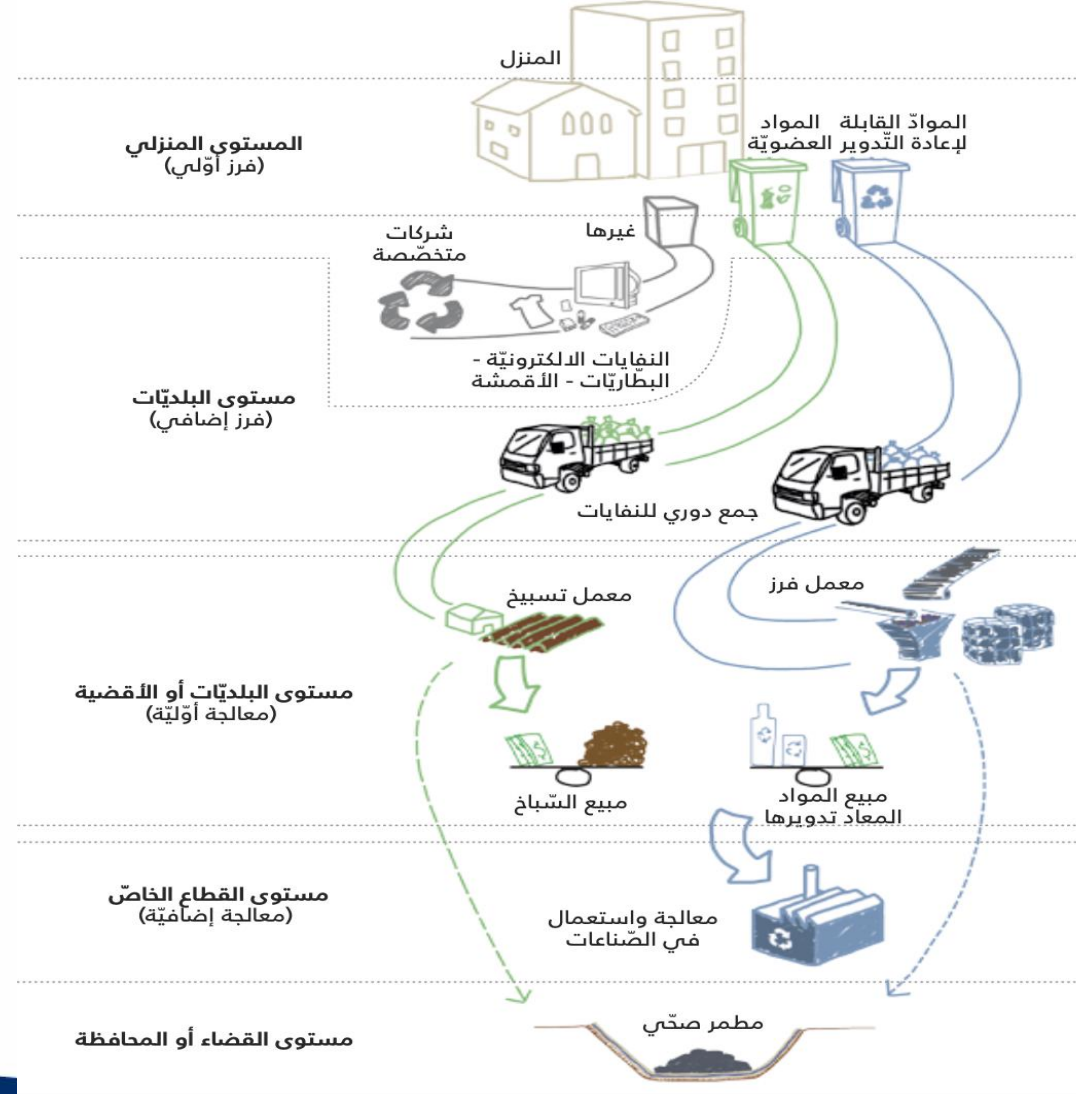 المنزل
المستوى المنزلي
(فرز أوّلي)
الموادّ القابلة
لإعادة التّدوير
المواد
العضويّة
غيرها
شركات
متخصّصة
النفايات الالكترونيّة -
البطّاريّات - الأقمشة
مستوى البلديّات
(فرز إضافي)
جمع دوري للنفايات
معمل فرز
معمل تسبيخ
مستوى البلديّات أو الأقضية
(معالجة أوّليّة)
مبيع المواد
المعاد تدويرها
مبيع السّباخ
مستوى القطاع الخاصّ
(معالجة إضافيّة)
معالجة واستعمال
في الصّناعات
مطمر صحّي
مستوى القضاء أو المحافظة